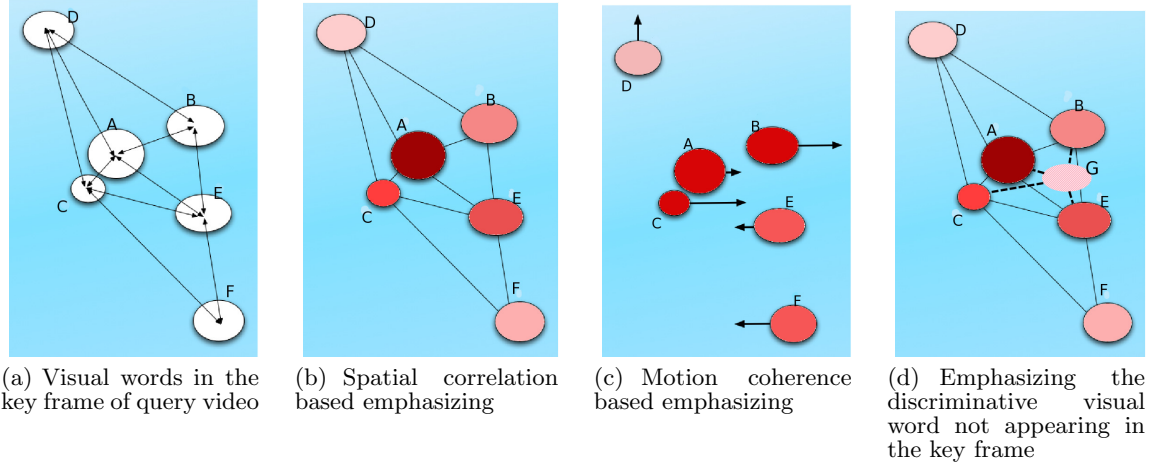 D
B
A
E
C
F
D
B
A
E
C
F
D
B
A
E
C
F
D
B
A
G
E
C
F
(a) Visual words in the
key frame of query video
(b) Spatial correlation
based emphasizing
(c) Motion coherence
based emphasizing
(d) Emphasizing the
discriminative visual
word not appearing in
the key frame